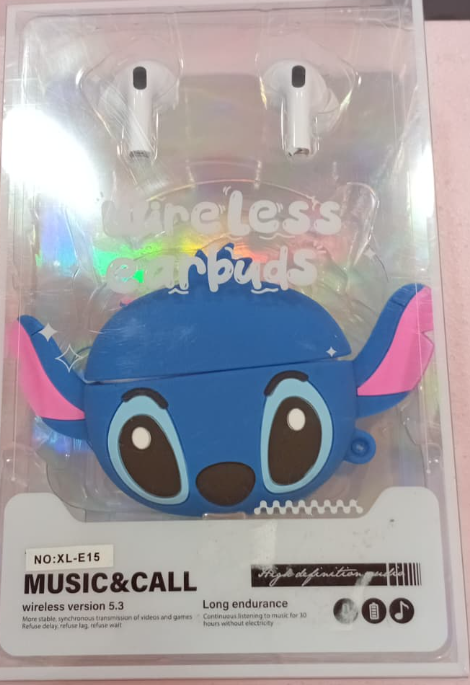 wireless
earbuds
NO:XL-E15
MUSIC&CALL
High definition audio
wireless version 5.3
Long endurance
More stable, synchronous transmission of videos and games
Refuse delay, refuse lag, refuse wait
Continuous listening to music for 30
hours without electricity